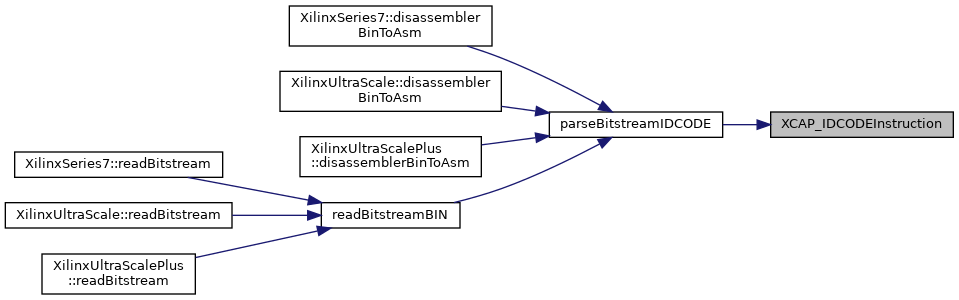 XilinxSeries7::disassembler
BinToAsm
XilinxUltraScale::disassembler
BinToAsm
parseBitstreamIDCODE
XCAP_IDCODEInstruction
XilinxUltraScalePlus
::disassemblerBinToAsm
XilinxSeries7::readBitstream
XilinxUltraScale::readBitstream
readBitstreamBIN
XilinxUltraScalePlus
::readBitstream